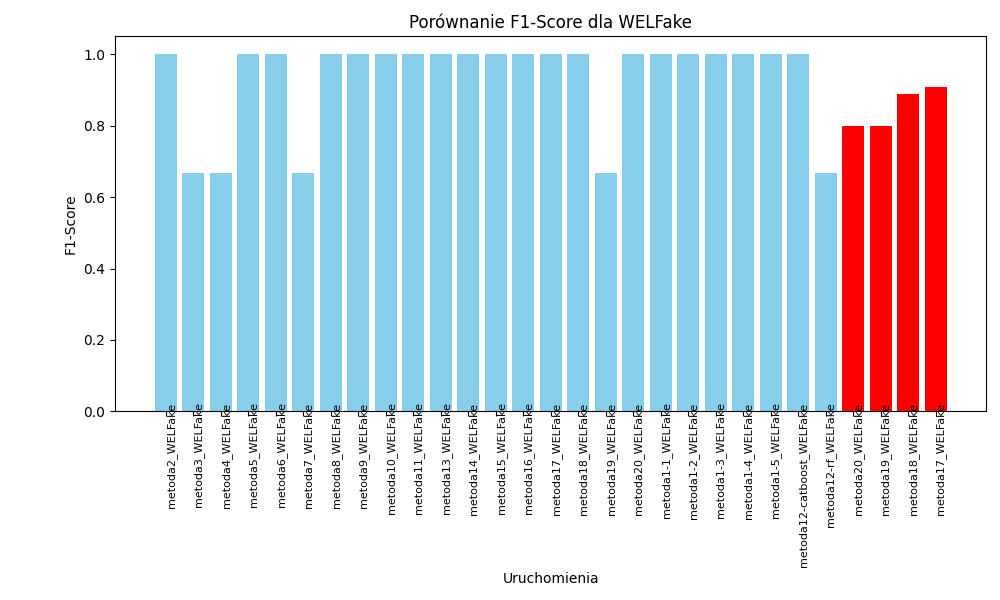 Porównanie F1-Score dla WELFake
F1-Score
1.0
0.8
0.6
0.4
0.2
0.0
metoda2_WELFake
metoda3_WELFake
metoda4_WELFake
metoda5_WELFake
metoda6_WELFake
metoda7_WELFake
metoda8_WELFake
metoda9_WELFake
metoda10_WELFake
metoda11_WELFake
metoda13_WELFake
metoda14_WELFake
metoda15_WELFake
metoda16_WELFake
metoda17_WELFake
metoda18_WELFake
metoda19_WELFake
metoda20_WELFake
metoda1-1_WELFake
metoda1-2_WELFake
metoda1-3_WELFake
metoda1-4_WELFake
metoda1-5_WELFake
metoda12-catboost_WELFake
metoda12-rf_WELFake
metoda20_WELFake
metoda19_WELFake
metoda18_WELFake
metoda17_WELFake
Uruchomienia